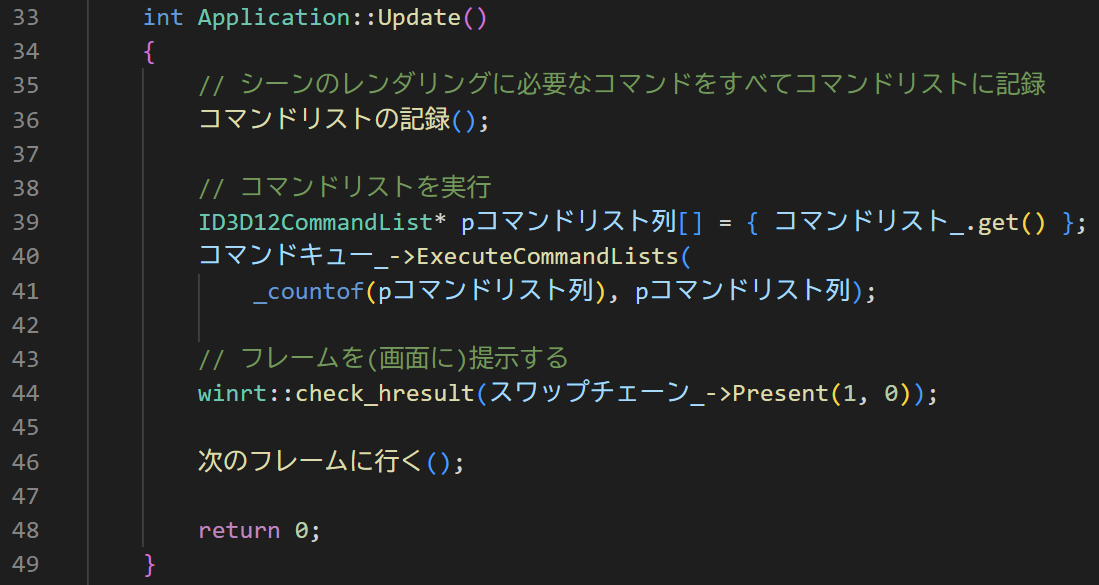 33 int Application::Update()
34 {
35 // シーンのレンダリングに必要なコマンドをすべてコマンドリストに記録
36 コマンドリストの記録();
37
38 // コマンドリストを実行
39 ID3D12CommandList* pコマンドリスト列[] = { コマンドリスト_.get() };
40 コマンドキュー_->ExecuteCommandLists(
41 _countof(pコマンドリスト列), pコマンドリスト列);
42
43 // フレームを(画面に)提示する
44 winrt::check_hresult(スワップチェーン_->Present(1, 0));
45
46 次のフレームに行く();
47
48 return 0;
49 }